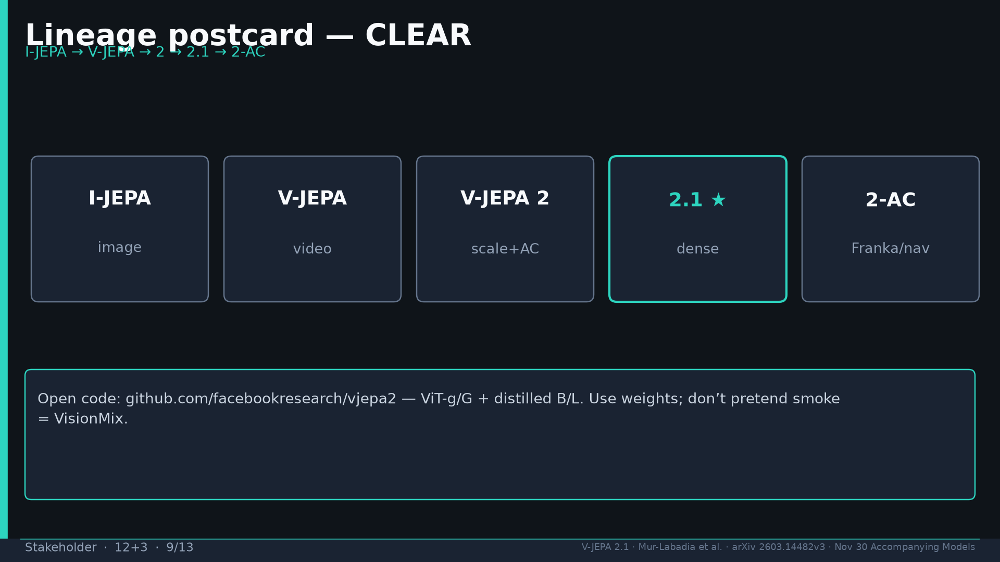 Lineage postcard — CLEAR
I-JEPA → V-JEPA → 2 → 2.1 → 2-AC
I-JEPA
image
V-JEPA
video
V-JEPA 2
scale+AC
2.1 ★
dense
2-AC
Franka/nav
Open code: github.com/facebookresearch/vjepa2 — ViT-g/G + distilled B/L. Use weights; don’t pretend smoke
= VisionMix.
Stakeholder · 12+3 · 9/13
V-JEPA 2.1 · Mur-Labadia et al. · arXiv 2603.14482v3 · Nov 30 Accompanying Models